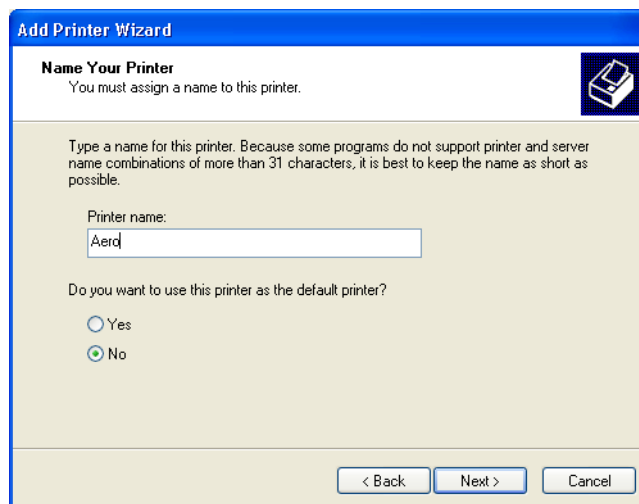 Add Printer Wizard
Name Your Printer
You must assign a name to this printer.
Type a name for this printer. Because some programs do not support printer and server
name combinations of more than 31 characters, it is best to keep the name as short as
possible.
Printer name:
Aero
Do you want to use this printer as the default printer?
Yes
No
< Back Next > Cancel